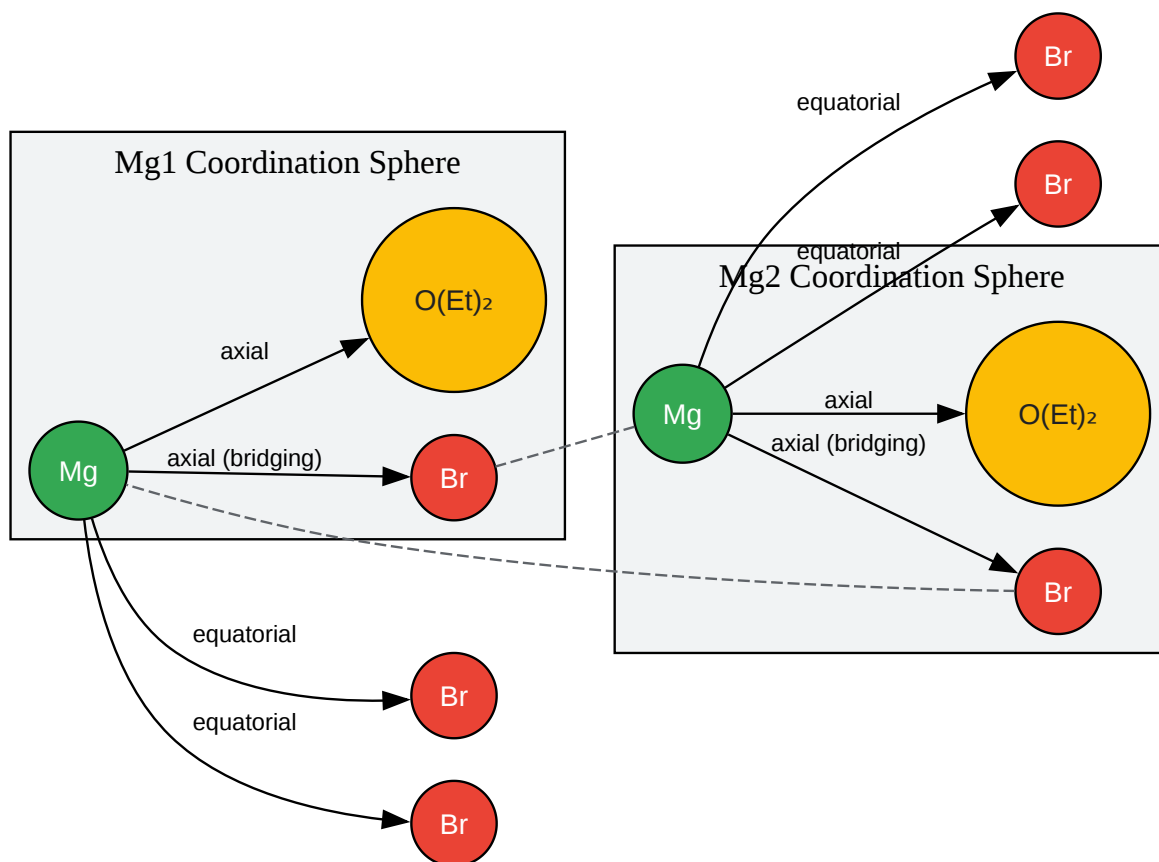 Mg1 Coordination Sphere
O(Et)₂
axial
Mg
axial (bridging)
Br
equatorial
Br
equatorial
Br
Br
equatorial
Br
equatorial
Mg2 Coordination Sphere
Mg
axial
O(Et)₂
axial (bridging)
Br